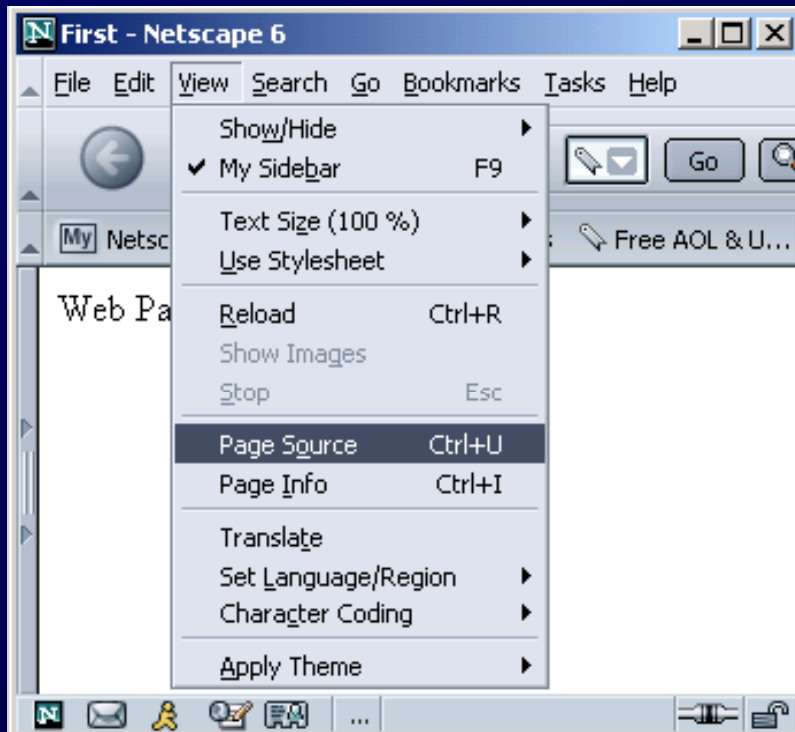 First - Netscape 6
File Edit View Search Go Bookmarks Tasks Help
Show/Hide
My Sidebar F9
Go
Text Size (100 %)
My Netsc
Free AOL & U...
Use Stylesheet
Web Pa
Reload Ctrl+R
Show Images
Stop Esc
Page Source Ctrl+U
Page Info Ctrl+I
Translate
Set Language/Region
Character Coding
Apply Theme
N ...